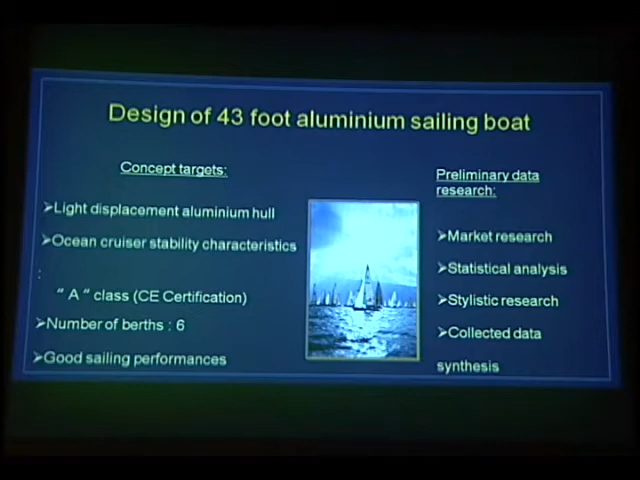 Design of 43 foot aluminium sailing boat
Concept targets:
➢Light displacement aluminium hull
➢Ocean cruiser stability characteristics
:
“ A “ class (CE Certification)
➢Number of berths : 6
➢Good sailing performances
Preliminary data
research:
➢Market research
➢Statistical analysis
➢Stylistic research
➢Collected data
synthesis